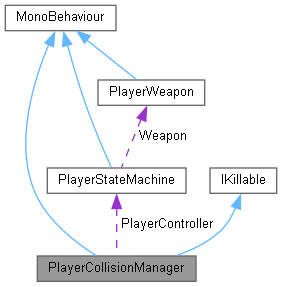 MonoBehaviour
PlayerWeapon
Weapon
PlayerStateMachine
IKillable
PlayerController
PlayerCollisionManager